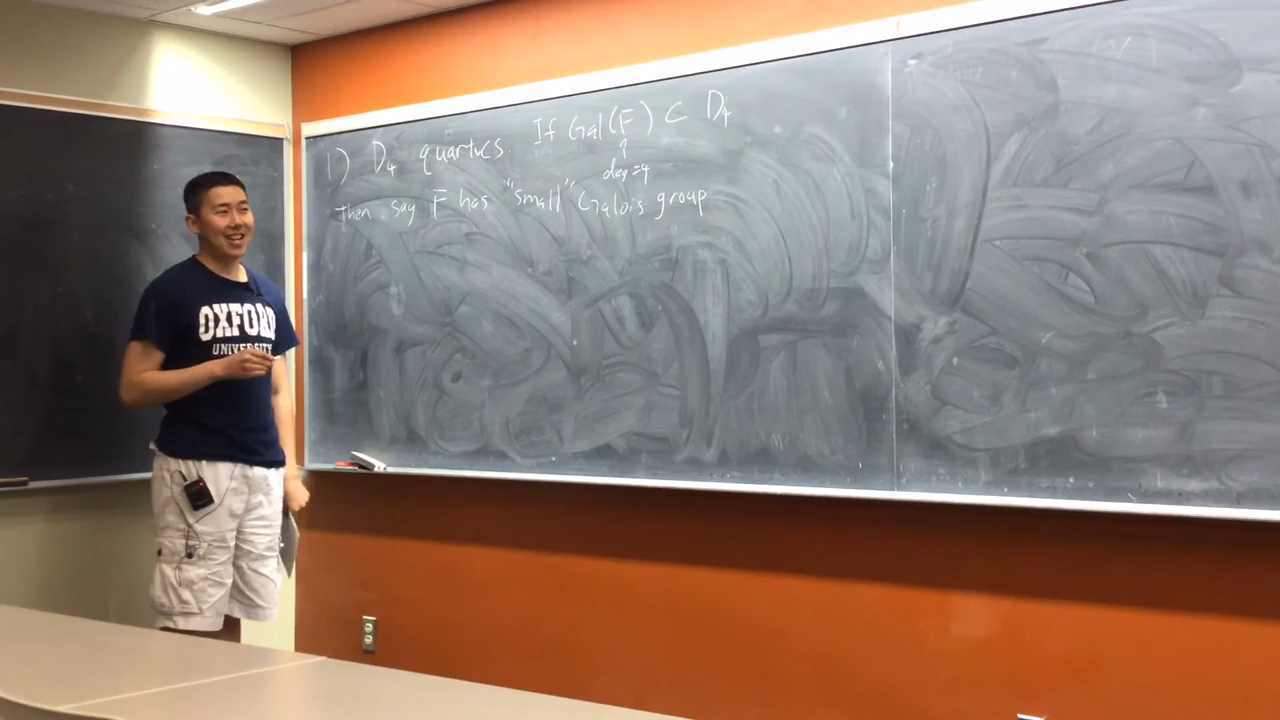 1) D₄ quartics. If Gal(F) ⊂ D₄
↑
deg=4
then, say F has "small" Galois group
OXFORD
UNIVERSITY